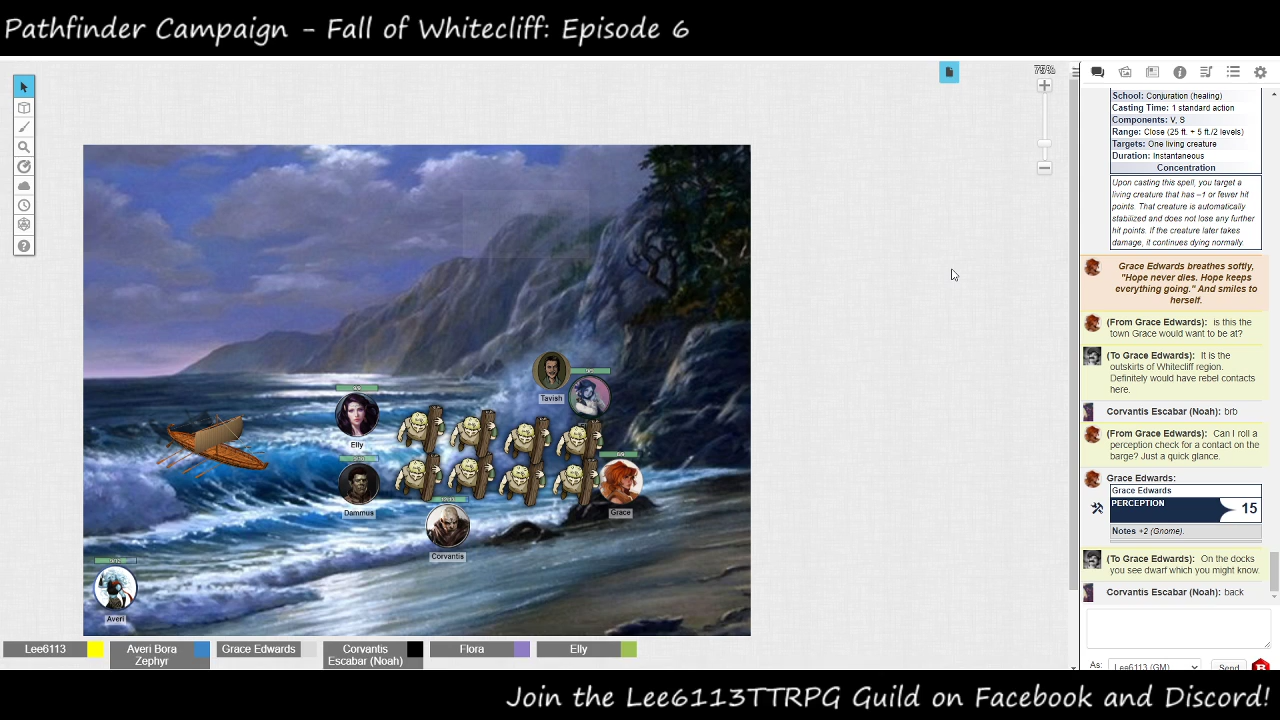 Pathfinder Campaign - Fall of Whitecliff: Episode 6
75%
School: Conjuration (healing)
Casting Time: 1 standard action
Components: V, S
Range: Close (25 ft. + 5 ft./2 levels)
Targets: One living creature
Duration: Instantaneous
Concentration
Upon casting this spell, you target a
living creature that has –1 or fewer hit
points. That creature is automatically
stabilized and does not lose any further
hit points. if the creature later takes
damage, it continues dying normally.
Grace Edwards breathes softly,
"Hope never dies. Hope keeps
everything going." And smiles to
herself.
(From Grace Edwards): is this the
town Grace would want to be at?
(To Grace Edwards): It is the
outskirts of Whitecliff region.
Definitely would have rebel contacts
here.
Corvantis Escabar (Noah): brb
(From Grace Edwards): Can I roll a
perception check for a contact on the
barge? Just a quick glance.
Grace Edwards:
Grace Edwards
PERCEPTION
15
Notes +2 (Gnome).
(To Grace Edwards): On the docks
you see dwarf which you might know.
Corvantis Escabar (Noah): back
As: Lee6113 (GM)
Send
Tavish
Elly
Dammus
Grace
Corvantis
Averi
Lee6113
Averi Bora
Zephyr
Grace Edwards
Corvantis
Escabar (Noah)
Flora
Elly
Join the Lee6113TTRPG Guild on Facebook and Discord!